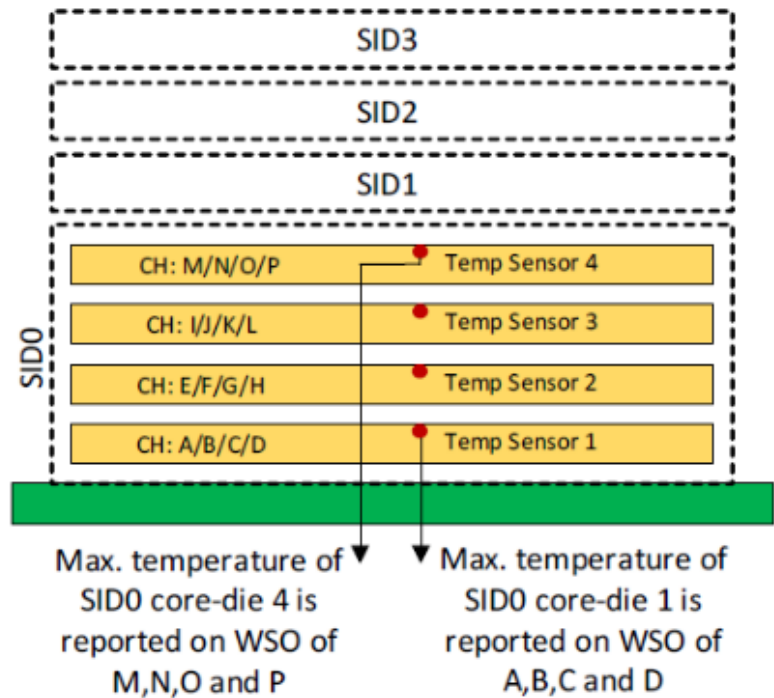 SID3
SID2
SID1
SID0
CH: M/N/O/P Temp Sensor 4
CH: I/J/K/L Temp Sensor 3
CH: E/F/G/H Temp Sensor 2
CH: A/B/C/D Temp Sensor 1
Max. temperature of
SID0 core-die 4 is
reported on WSO of
M,N,O and P
Max. temperature of
SID0 core-die 1 is
reported on WSO of
A,B,C and D